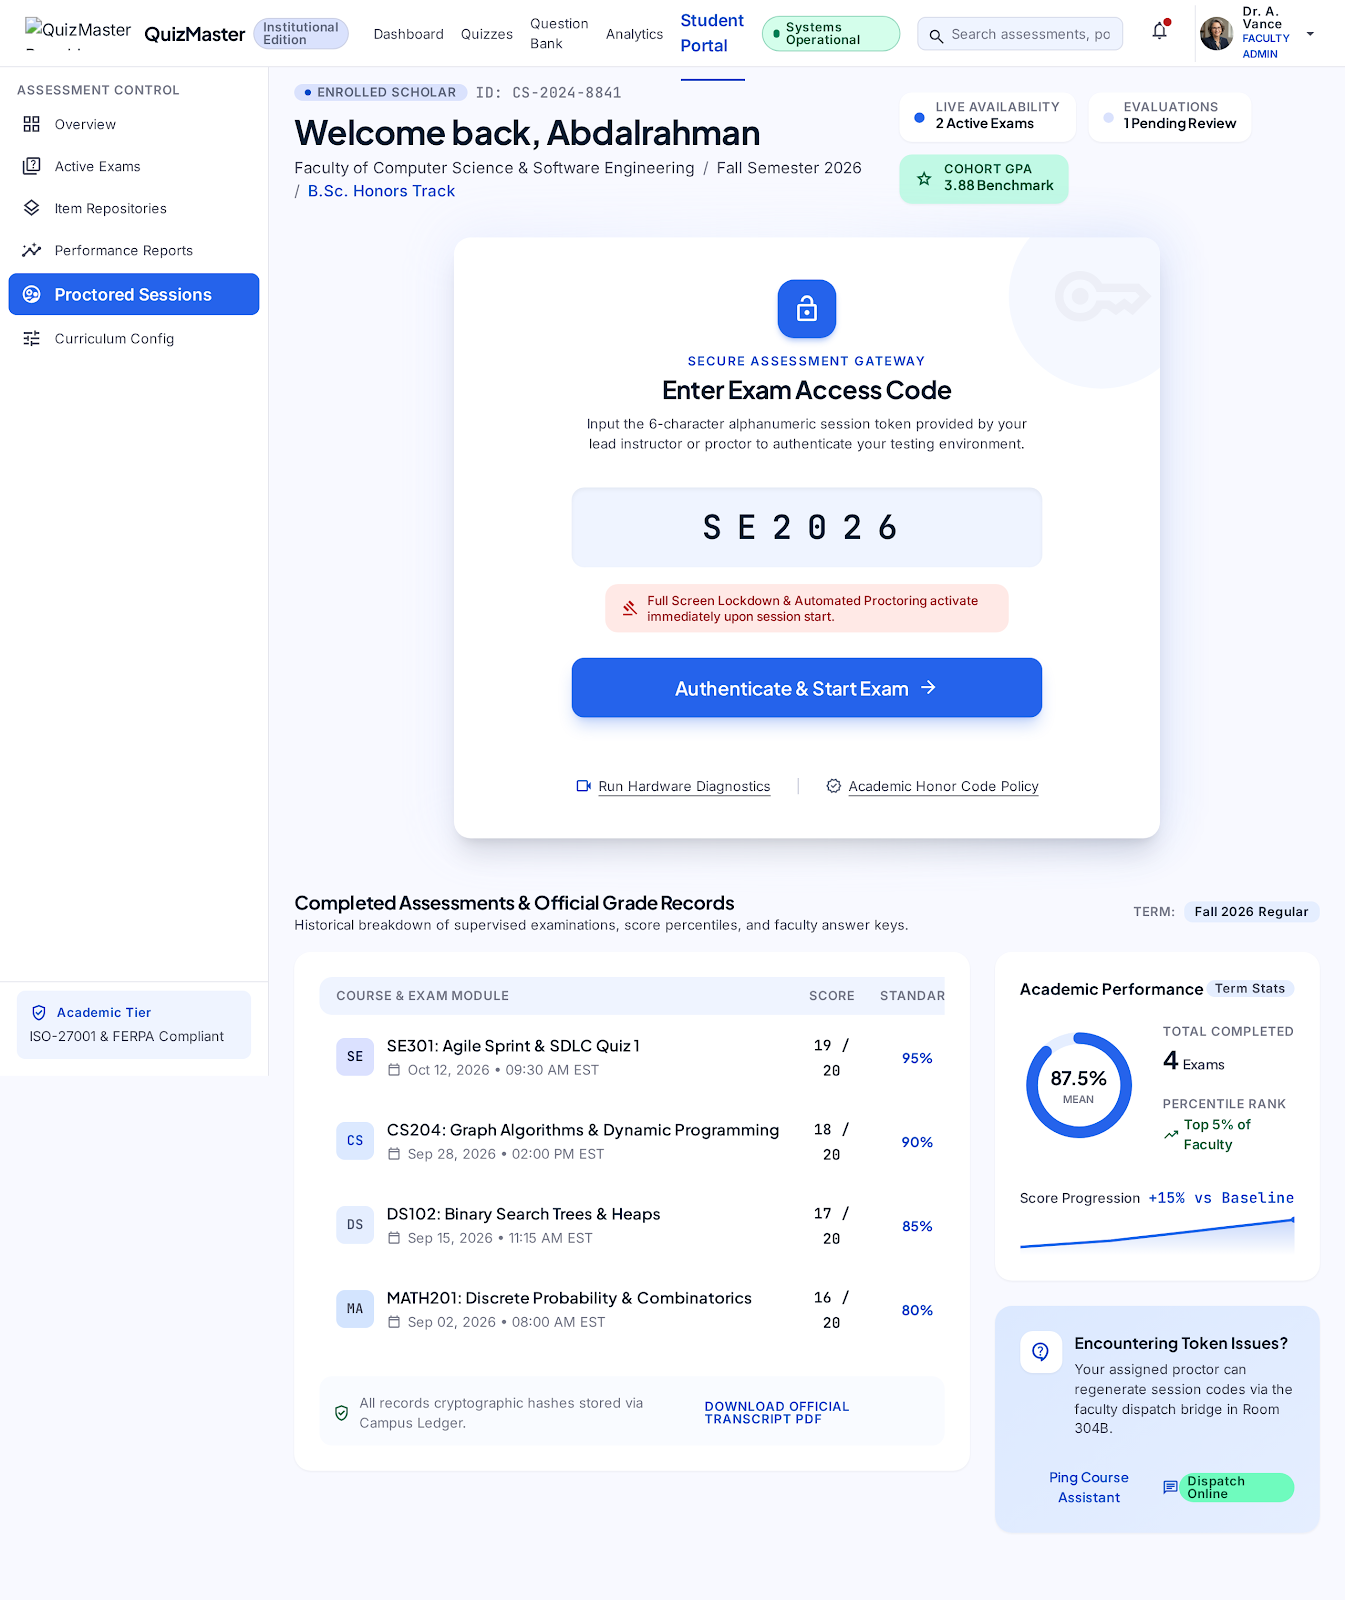 QuizMaster
QuizMaster
Institutional
Edition
Dashboard
Quizzes
Question
Bank
Analytics
Student
Portal
Systems
Operational
Search assessments, po
Dr. A.
Vance
FACULTY
ADMIN
ASSESSMENT CONTROL
Overview
Active Exams
Item Repositories
Performance Reports
Proctored Sessions
Curriculum Config
Academic Tier
ISO-27001 & FERPA Compliant
ENROLLED SCHOLAR
ID: CS-2024-8841
Welcome back, Abdalrahman
Faculty of Computer Science & Software Engineering / Fall Semester 2026
/ B.Sc. Honors Track
LIVE AVAILABILITY
2 Active Exams
EVALUATIONS
1 Pending Review
COHORT GPA
3.88 Benchmark
SECURE ASSESSMENT GATEWAY
Enter Exam Access Code
Input the 6-character alphanumeric session token provided by your
lead instructor or proctor to authenticate your testing environment.
SE2026
Full Screen Lockdown & Automated Proctoring activate
immediately upon session start.
Authenticate & Start Exam
Run Hardware Diagnostics
Academic Honor Code Policy
Completed Assessments & Official Grade Records
Historical breakdown of supervised examinations, score percentiles, and faculty answer keys.
TERM:
Fall 2026 Regular
COURSE & EXAM MODULE
SCORE
STANDAR
SE
SE301: Agile Sprint & SDLC Quiz 1
Oct 12, 2026 • 09:30 AM EST
19 /
20
95%
CS
CS204: Graph Algorithms & Dynamic Programming
Sep 28, 2026 • 02:00 PM EST
18 /
20
90%
DS
DS102: Binary Search Trees & Heaps
Sep 15, 2026 • 11:15 AM EST
17 /
20
85%
MA
MATH201: Discrete Probability & Combinatorics
Sep 02, 2026 • 08:00 AM EST
16 /
20
80%
All records cryptographic hashes stored via
Campus Ledger.
DOWNLOAD OFFICIAL
TRANSCRIPT PDF
Academic Performance
Term Stats
87.5%
MEAN
TOTAL COMPLETED
4 Exams
PERCENTILE RANK
Top 5% of
Faculty
Score Progression
+15% vs Baseline
Encountering Token Issues?
Your assigned proctor can
regenerate session codes via the
faculty dispatch bridge in Room
304B.
Ping Course
Assistant
Dispatch
Online